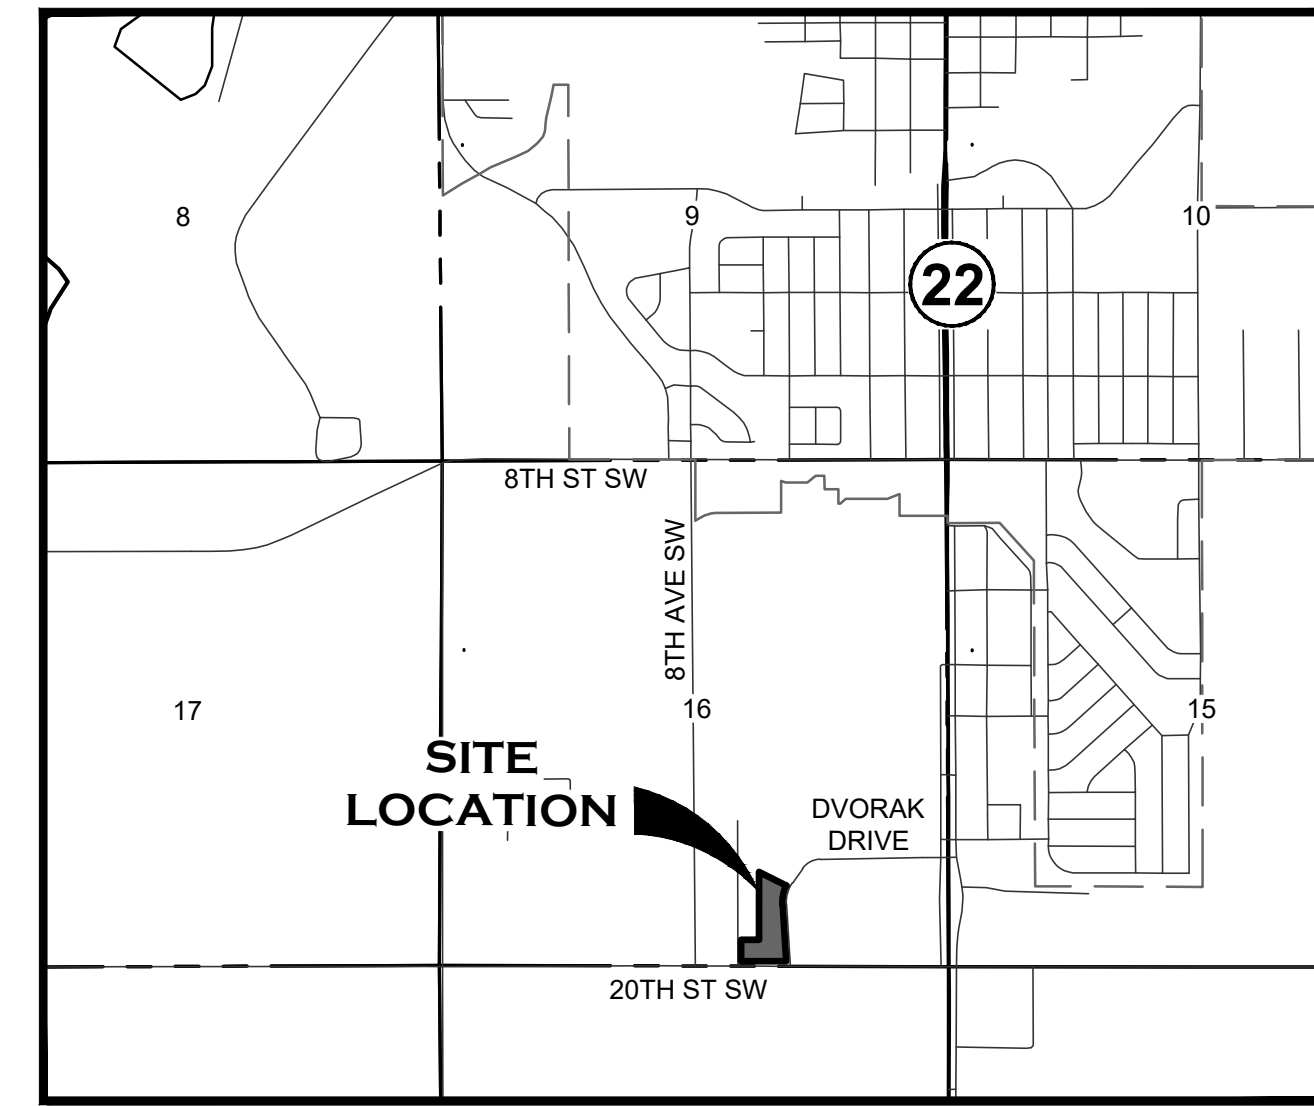 8
9
10
22
8TH ST SW
8TH AVE SW
17
16
15
SITE
LOCATION
DVORAK
DRIVE
20TH ST SW